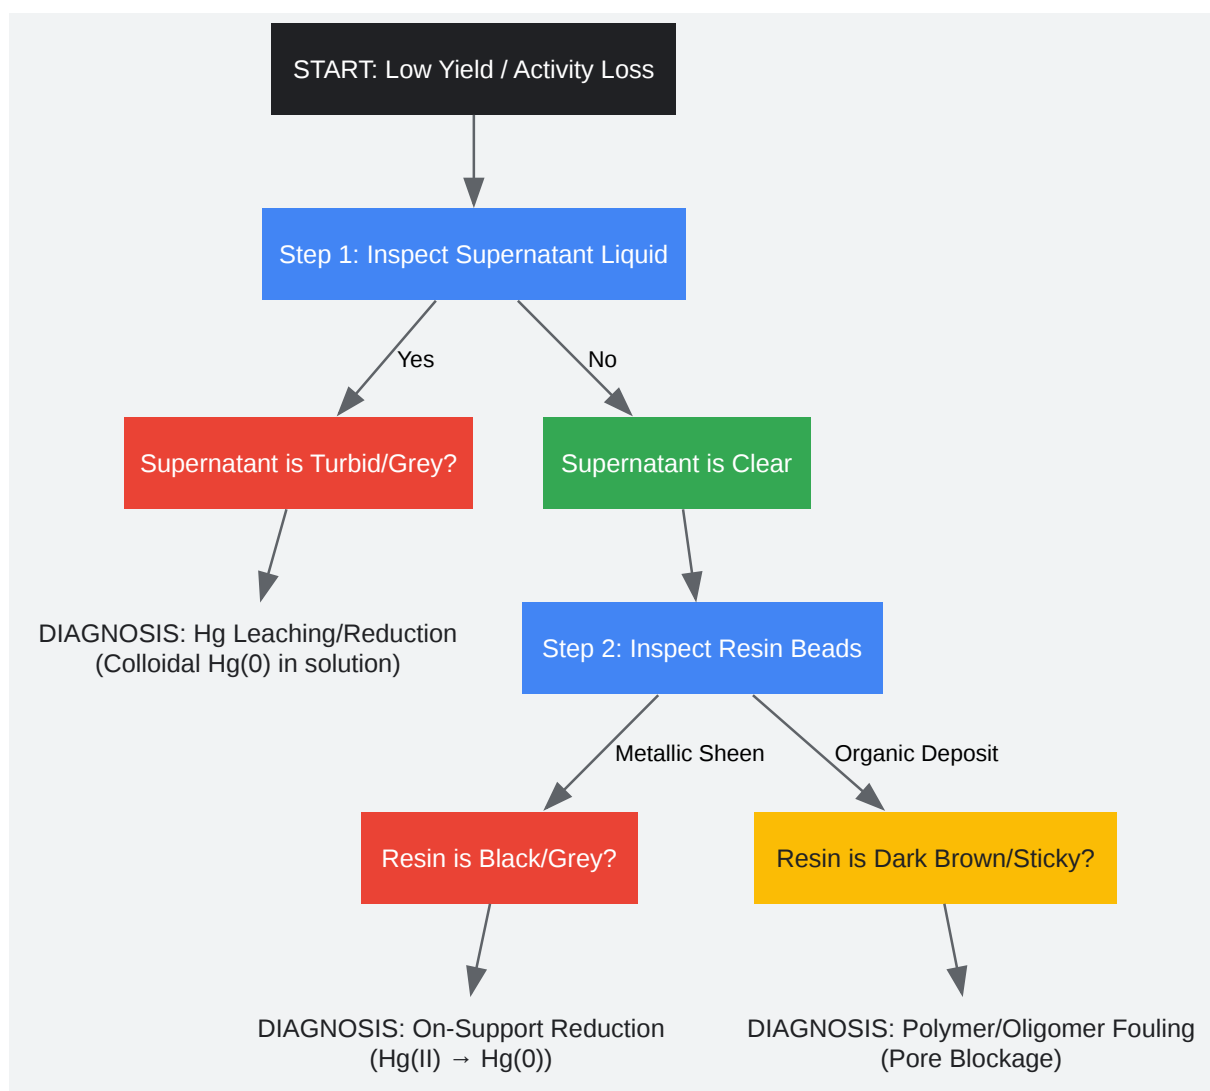 START: Low Yield / Activity Loss
Step 1: Inspect Supernatant Liquid
Yes
No
Supernatant is Turbid/Grey?
Supernatant is Clear
DIAGNOSIS: Hg Leaching/Reduction
(Colloidal Hg(0) in solution)
Step 2: Inspect Resin Beads
Metallic Sheen
Organic Deposit
Resin is Black/Grey?
Resin is Dark Brown/Sticky?
DIAGNOSIS: On-Support Reduction
(Hg(II) → Hg(0))
DIAGNOSIS: Polymer/Oligomer Fouling
(Pore Blockage)